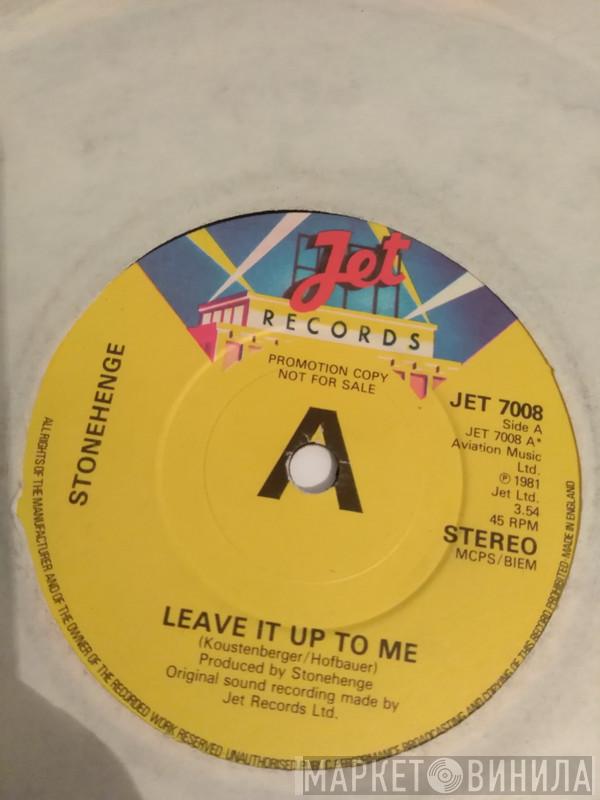 Jet
RECORDS
PROMOTION COPY
NOT FOR SALE
A
STONEHENGE
JET 7008
Side A
JET 7008 A*
Aviation Music
Ltd.
℗ 1981
Jet Ltd.
3.54
45 RPM
STEREO
MCPS/BIEM
LEAVE IT UP TO ME
(Koustenberger/Hofbauer)
Produced by Stonehenge
Original sound recording made by
Jet Records Ltd.
ALL RIGHTS OF THE MANUFACTURER AND OF THE OWNER OF THE RECORDED WORK RESERVED UNAUTHORISED PUBLIC PERFORMANCE BROADCASTING AND COPYING OF THIS RECORD PROHIBITED MADE IN ENGLAND
МАРКЕТ ВИНИЛА